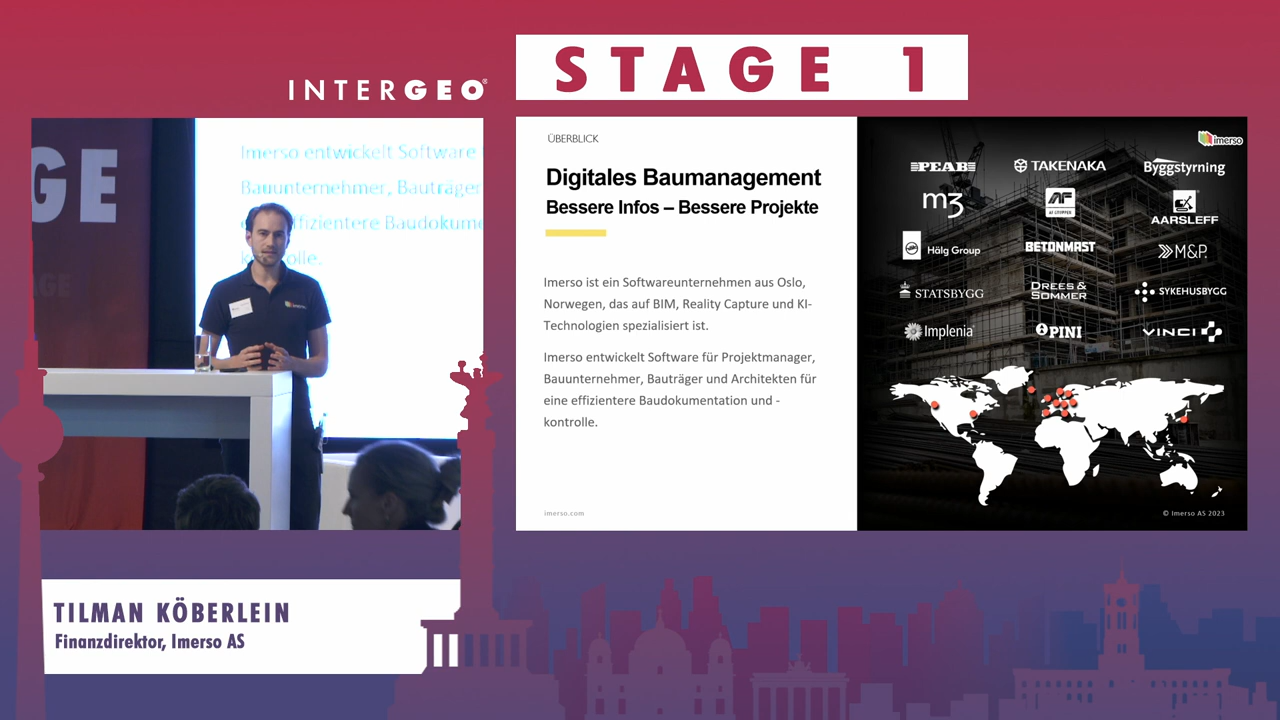 INTERGEO®
STAGE 1
GE
Imerso entwickelt Software
Bauunternehmer, Bauträger
effizientere Baudokume
olle.
ÜBERBLICK
Digitales Baumanagement
Bessere Infos – Bessere Projekte
Imerso ist ein Softwareunternehmen aus Oslo,
Norwegen, das auf BIM, Reality Capture und KI-
Technologien spezialisiert ist.
Imerso entwickelt Software für Projektmanager,
Bauunternehmer, Bauträger und Architekten für
eine effizientere Baudokumentation und -
kontrolle.
imerso.com
imerso
PEAB TAKENAKA Byggstyrning
m3 AF GRUPPEN AARSLEFF
Hälg Group BETONMAST M&P.
STATSBYGG DREES & SOMMER SYKEHUSBYGG
Implenia PINI VINCI
© Imerso AS 2023
TILMAN KÖBERLEIN
Finanzdirektor, Imerso AS